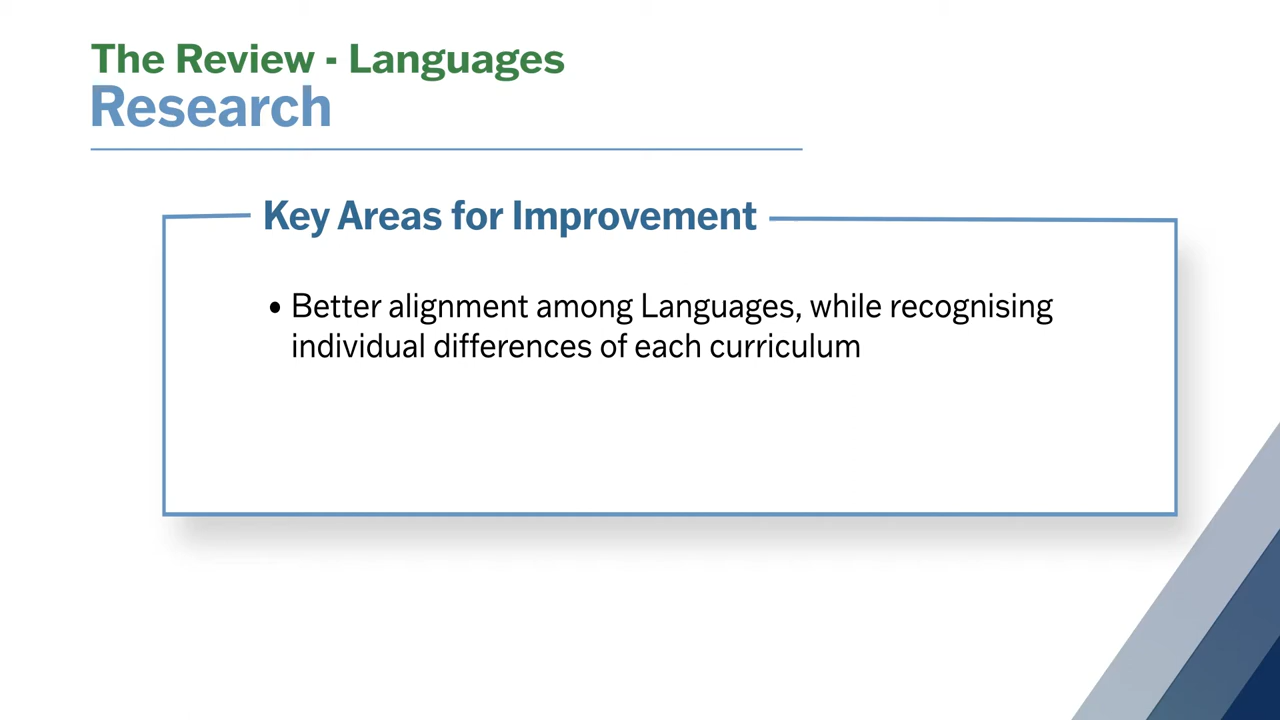 The Review - Languages
Research
Key Areas for Improvement
• Better alignment among Languages, while recognising
individual differences of each curriculum